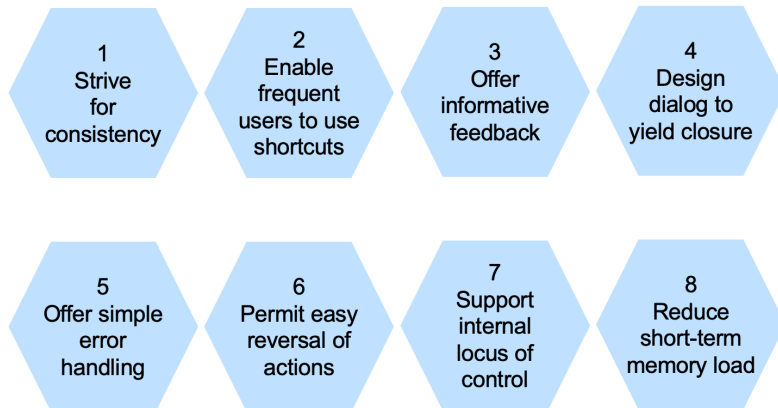 1
Strive
for
consistency
2
Enable
frequent
users to use
shortcuts
3
Offer
informative
feedback
4
Design
dialog to
yield closure
5
Offer simple
error
handling
6
Permit easy
reversal of
actions
7
Support
internal
locus of
control
8
Reduce
short-term
memory load